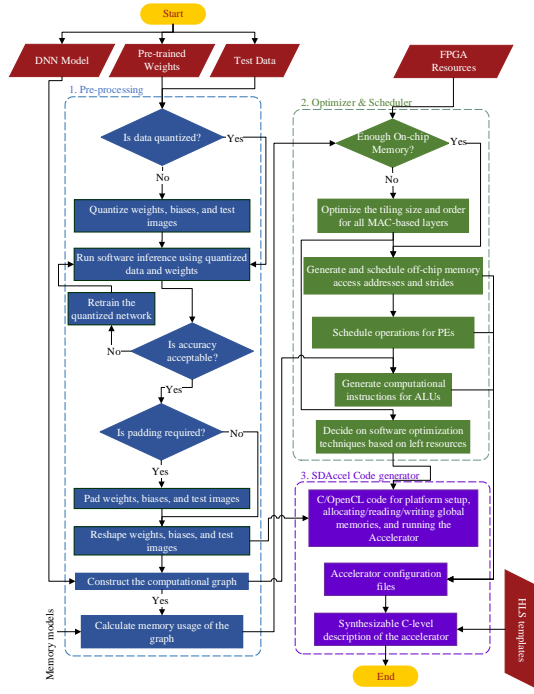 Start
DNN Model
Pre-trained
Weights
Test Data
FPGA
Resources
1. Pre-processing
Is data quantized?
Yes
No
Quantize weights, biases, and test
images
Run software inference using quantized
data and weights
Retrain the
quantized network
Is accuracy
acceptable?
No
Yes
Is padding required?
No
Yes
Pad weights, biases, and test images
Reshape weights, biases, and test
images
Construct the computational graph
Yes
Calculate memory usage of the
graph
Memory models
2. Optimizer & Scheduler
Enough On-chip
Memory?
Yes
No
Optimize the tiling size and order
for all MAC-based layers
Generate and schedule off-chip memory
access addresses and strides
Schedule operations for PEs
Generate computational
instructions for ALUs
Decide on software optimization
techniques based on left resources
3. SDAccel Code generator
C/OpenCL code for platform setup,
allocating/reading/writing global
memories, and running the
Accelerator
Accelerator configuration
files
Synthesizable C-level
description of the accelerator
HLS templates
End